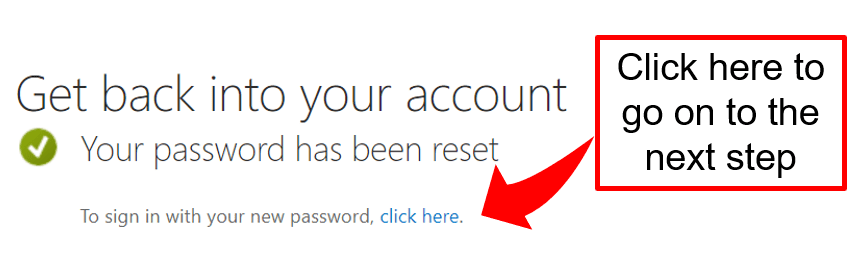 Get back into your account
Your password has been reset
To sign in with your new password, click here.
Click here to
go on to the
next step